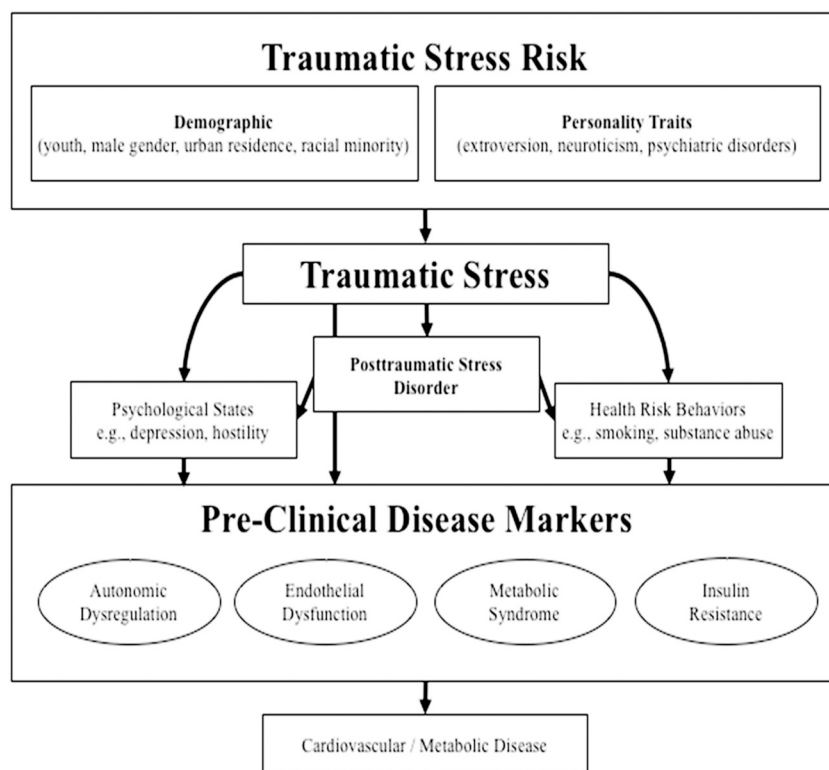 Traumatic Stress Risk
Demographic
(youth, male gender, urban residence, racial minority)
Personality Traits
(extroversion, neuroticism, psychiatric disorders)
Traumatic Stress
Posttraumatic Stress
Disorder
Psychological States
e.g., depression, hostility
Health Risk Behaviors
e.g., smoking, substance abuse
Pre-Clinical Disease Markers
Autonomic
Dysregulation
Endothelial
Dysfunction
Metabolic
Syndrome
Insulin
Resistance
Cardiovascular / Metabolic Disease